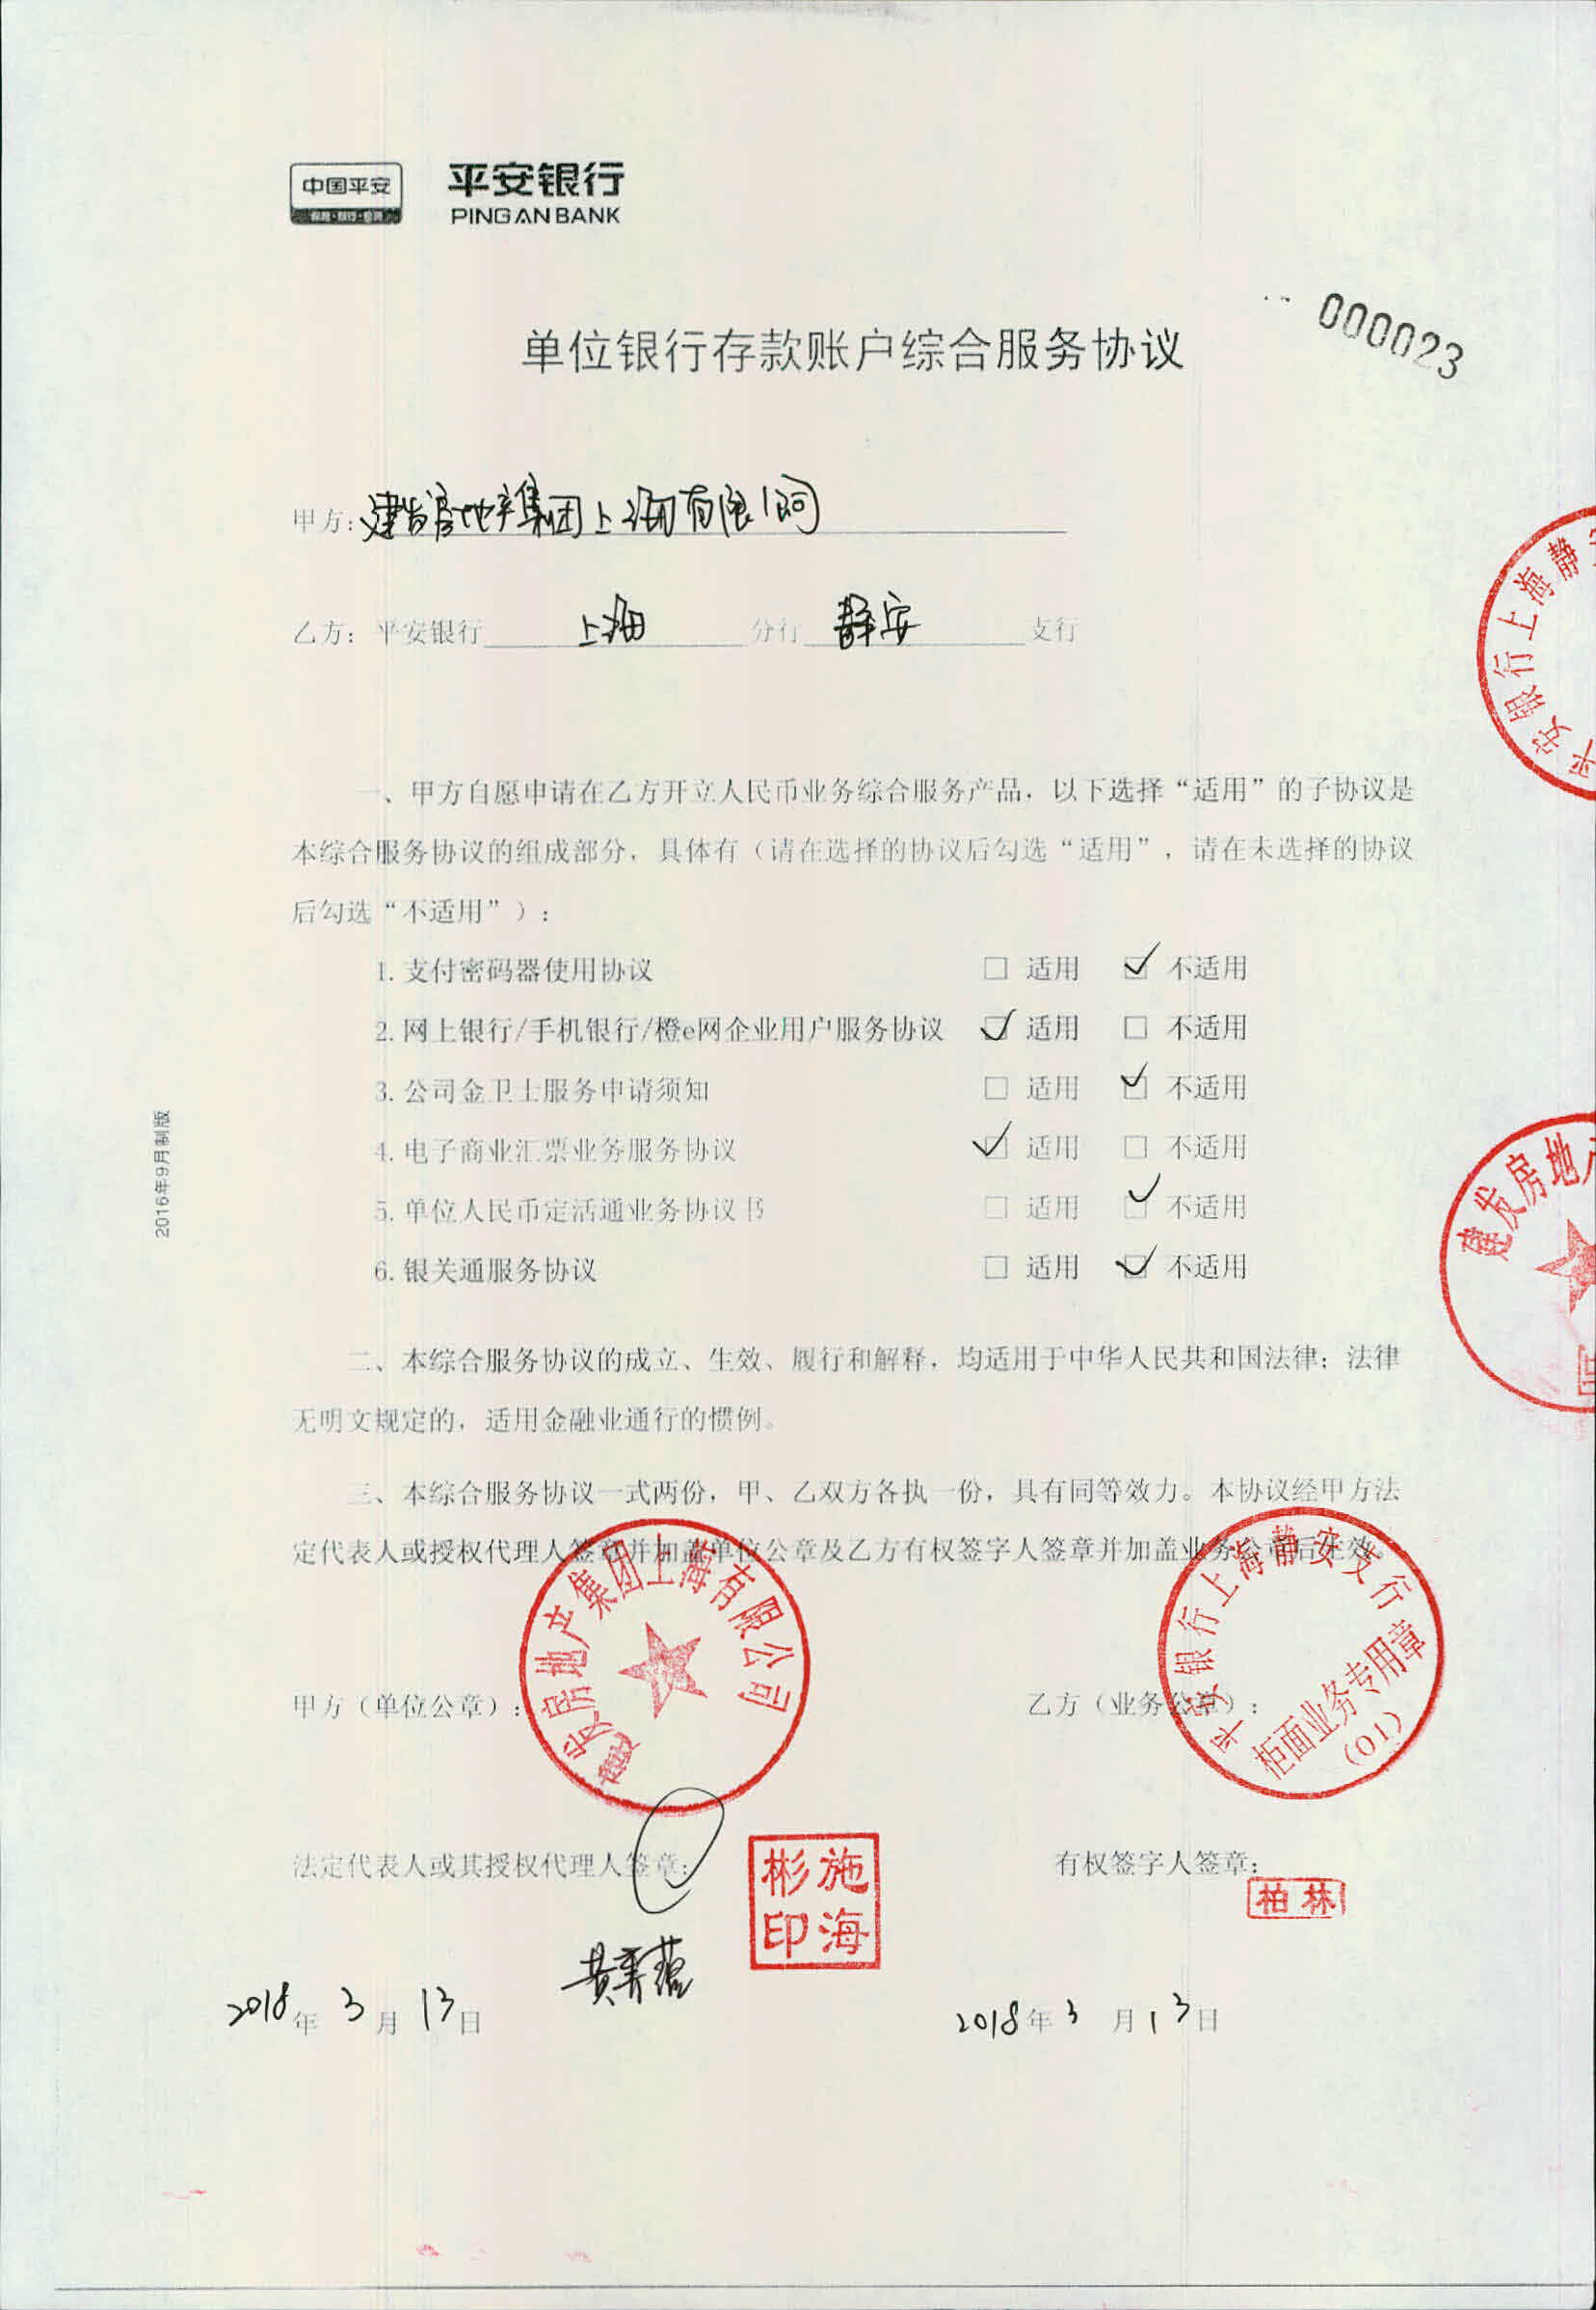 中国平安
保险·银行·投资
平安银行
PING AN BANK
000023
单位银行存款账户综合服务协议
甲方：建发房地产集团上海有限公司
乙方：平安银行 上海 分行 静安 支行
平安银行上海静安
一、甲方自愿申请在乙方开立人民币业务综合服务产品，以下选择“适用”的子协议是
本综合服务协议的组成部分，具体有（请在选择的协议后勾选“适用”，请在未选择的协议
后勾选“不适用”）：
1. 支付密码器使用协议 □ 适用 ☑ 不适用
2. 网上银行/手机银行/橙e网企业用户服务协议 ☑ 适用 □ 不适用
3. 公司金卫士服务申请须知 □ 适用 ☑ 不适用
4. 电子商业汇票业务服务协议 ☑ 适用 □ 不适用
5. 单位人民币定活通业务协议书 □ 适用 ☑ 不适用
6. 银关通服务协议 □ 适用 ☑ 不适用
2016年9月制版
建发房地产
司
二、本综合服务协议的成立、生效、履行和解释，均适用于中华人民共和国法律；法律
无明文规定的，适用金融业通行的惯例。
三、本综合服务协议一式两份，甲、乙双方各执一份，具有同等效力。本协议经甲方法
定代表人或授权代理人签章并加盖单位公章及乙方有权签字人签章并加盖业务公章后生效。
建发房地产集团上海有限公司
平安银行上海静安支行
柜面业务专用章
(01)
甲方（单位公章）： 乙方（业务公章）：
法定代表人或其授权代理人签章： 有权签字人签章：
施海彬印
柏林
2018年3月13日 2018年3月13日